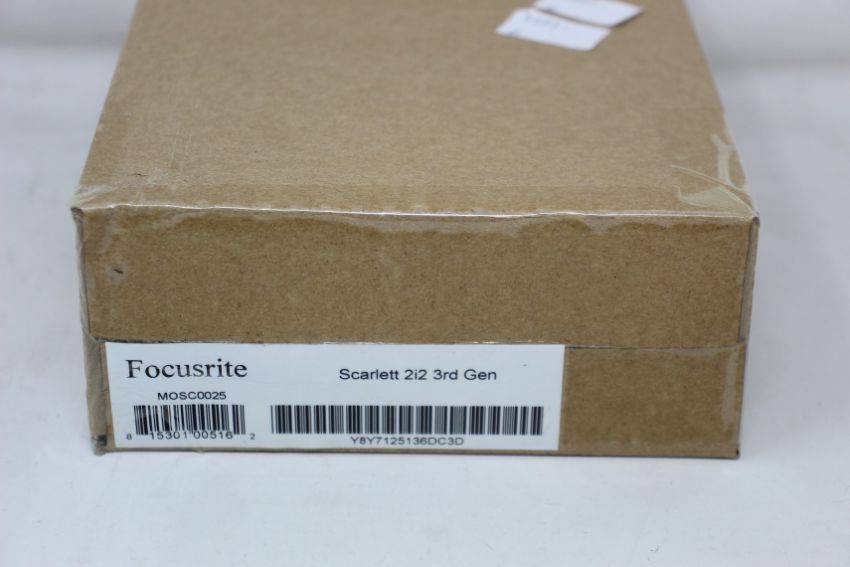 Focusrite
Scarlett 2i2 3rd Gen
MOSC0025
8 15301 00516 2
Y8Y7125136DC3D